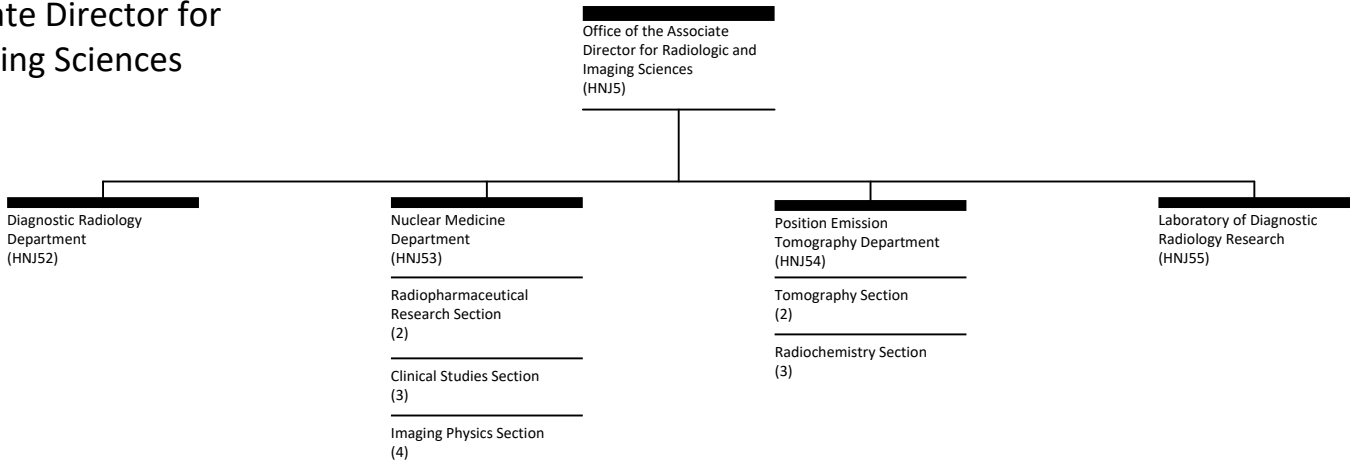 ate Director for
ing Sciences
Office of the Associate
Director for Radiologic and
Imaging Sciences
(HNJ5)
Diagnostic Radiology
Department
(HNJ52)
Nuclear Medicine
Department
(HNJ53)
Radiopharmaceutical
Research Section
(2)
Clinical Studies Section
(3)
Imaging Physics Section
(4)
Position Emission
Tomography Department
(HNJ54)
Tomography Section
(2)
Radiochemistry Section
(3)
Laboratory of Diagnostic
Radiology Research
(HNJ55)